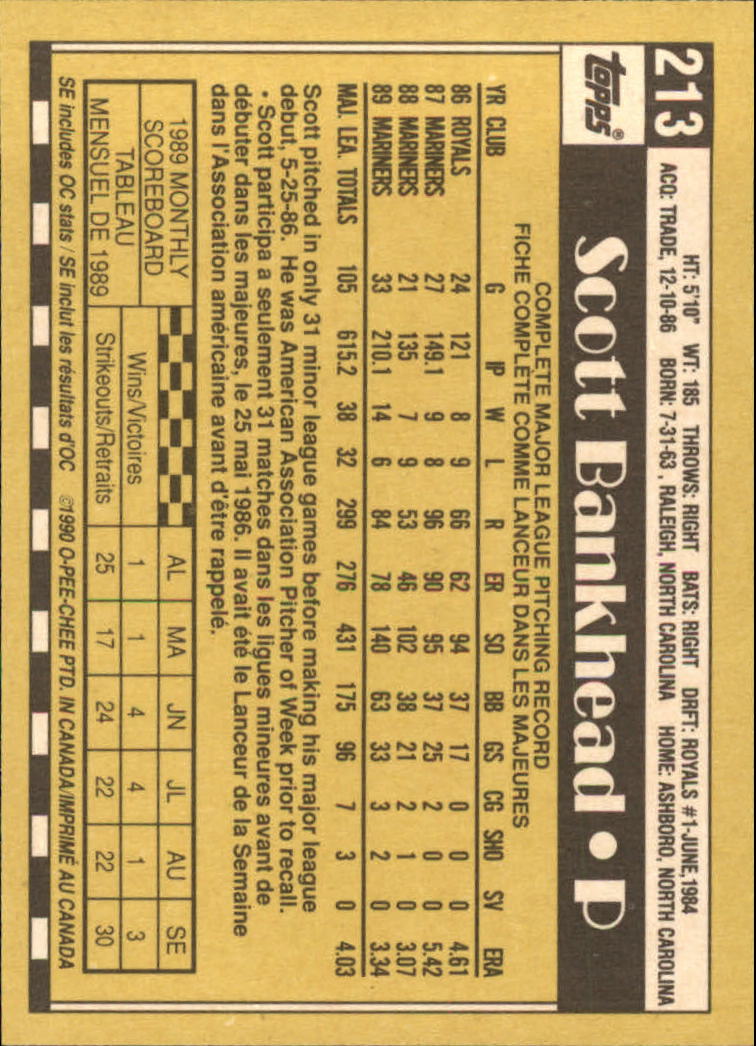 213
HT: 5'10" WT: 185 THROWS: RIGHT BATS: RIGHT DRFT: ROYALS #1-JUNE, 1984
ACQ: TRADE, 12-10-86 BORN: 7-31-63 , RALEIGH, NORTH CAROLINA HOME: ASHBORO, NORTH CAROLINA
topps®
Scott Bankhead • P
COMPLETE MAJOR LEAGUE PITCHING RECORD
FICHE COMPLÈTE COMME LANCEUR DANS LES MAJEURES
YR CLUB G IP W L R ER SO BB GS CG SHO SV ERA
86 ROYALS 24 121 8 9 66 62 94 37 17 0 0 0 4.61
87 MARINERS 27 149.1 9 8 96 90 95 37 25 2 0 0 5.42
88 MARINERS 21 135 7 9 53 46 102 38 21 2 1 0 3.07
89 MARINERS 33 210.1 14 6 84 78 140 63 33 3 2 0 3.34
MAJ. LEA. TOTALS 105 615.2 38 32 299 276 431 175 96 7 3 0 4.03
Scott pitched in only 31 minor league games before making his major league
debut, 5-25-86. He was American Association Pitcher of Week prior to recall.
• Scott participa a seulement 31 matches dans les ligues mineures avant de
débuter dans les majeures, le 25 mai 1986. Il avait été le Lanceur de la Semaine
dans l'Association américaine avant d'être rappelé.
1989 MONTHLY
SCOREBOARD
TABLEAU
MENSUEL DE 1989
AL MA JN JL AU SE
Wins/Victoires 1 1 4 4 1 3
Strikeouts/Retraits 25 17 24 22 22 30
SE includes OC stats / SE inclut les résultats d'OC ©1990 O-PEE-CHEE PTD. IN CANADA/IMPRIMÉ AU CANADA